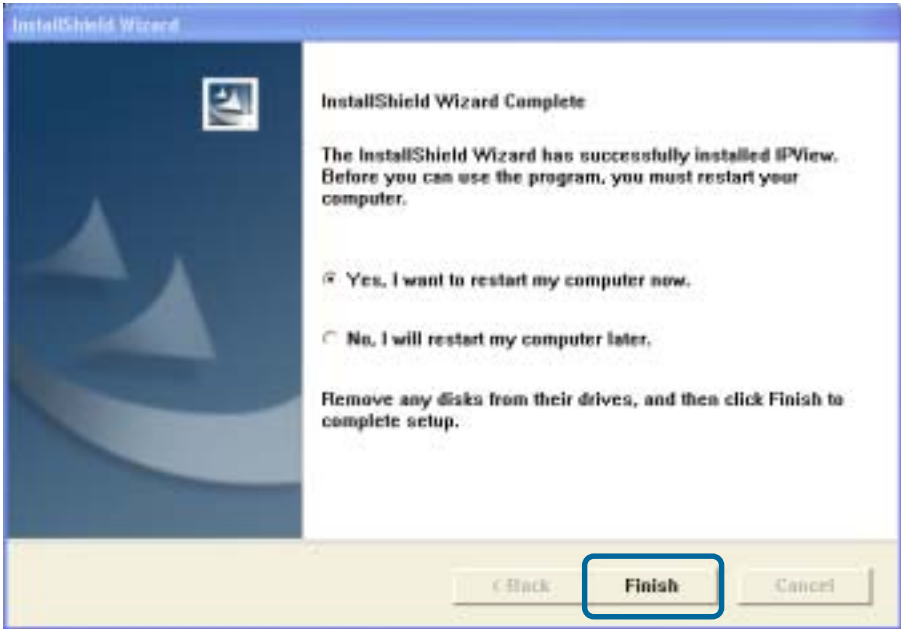 InstallShield Wizard
InstallShield Wizard Complete
The InstallShield Wizard has successfully installed IPView.
Before you can use the program, you must restart your
computer.
Yes, I want to restart my computer now.
No, I will restart my computer later.
Remove any disks from their drives, and then click Finish to
complete setup.
< Back
Finish
Cancel